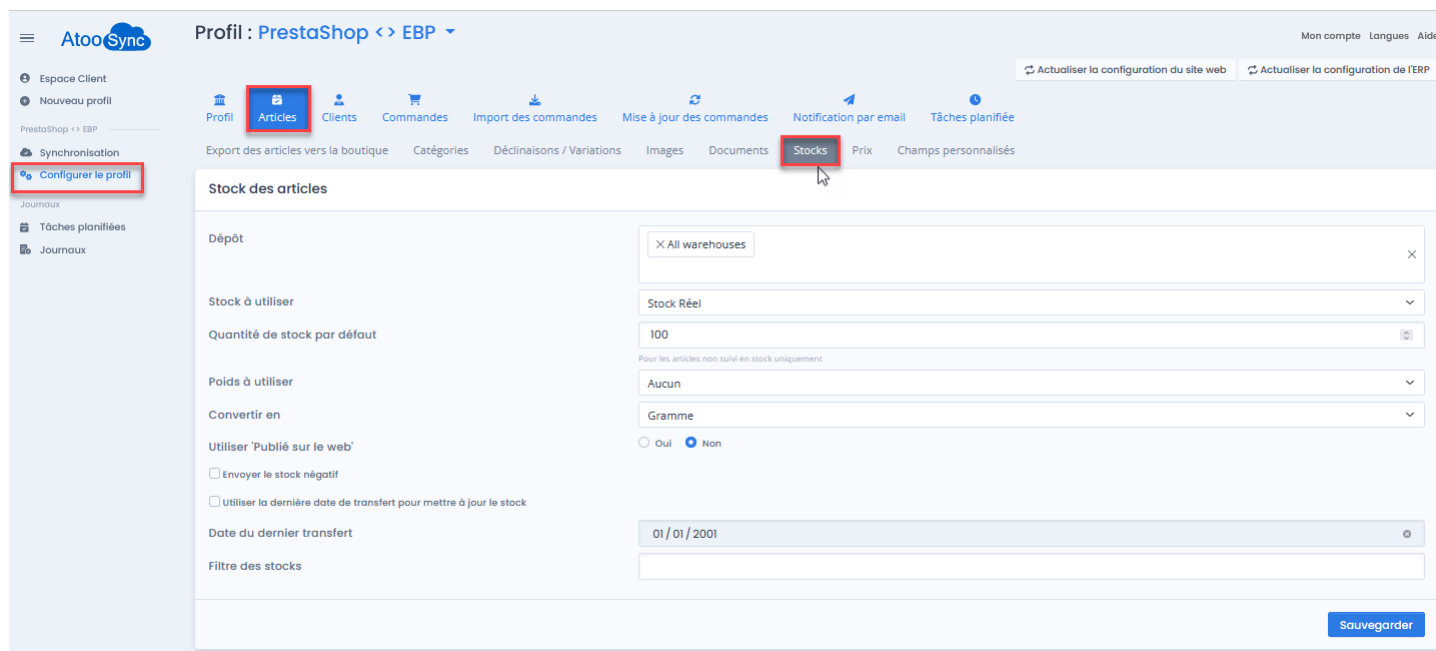 Atoo Sync
Profil : PrestaShop <> EBP
Mon compte Langues Aide
Actualiser la configuration du site web Actualiser la configuration de l'ERP
Espace Client
Nouveau profil
PrestaShop <> EBP
Synchronisation
Configurer le profil
Journaux
Tâches planifiées
Journaux
Profil Articles Clients Commandes Import des commandes Mise à jour des commandes Notification par email Tâches planifiée
Export des articles vers la boutique Catégories Déclinaisons / Variations Images Documents Stocks Prix Champs personnalisés
Stock des articles
Dépôt
All warehouses
Stock à utiliser
Stock Réel
Quantité de stock par défaut
100
Pour les articles non suivi en stock uniquement
Poids à utiliser
Aucun
Convertir en
Gramme
Utiliser 'Publié sur le web'
Oui Non
Envoyer le stock négatif
Utiliser la dernière date de transfert pour mettre à jour le stock
Date du dernier transfert
01/01/2001
Filtre des stocks
Sauvegarder